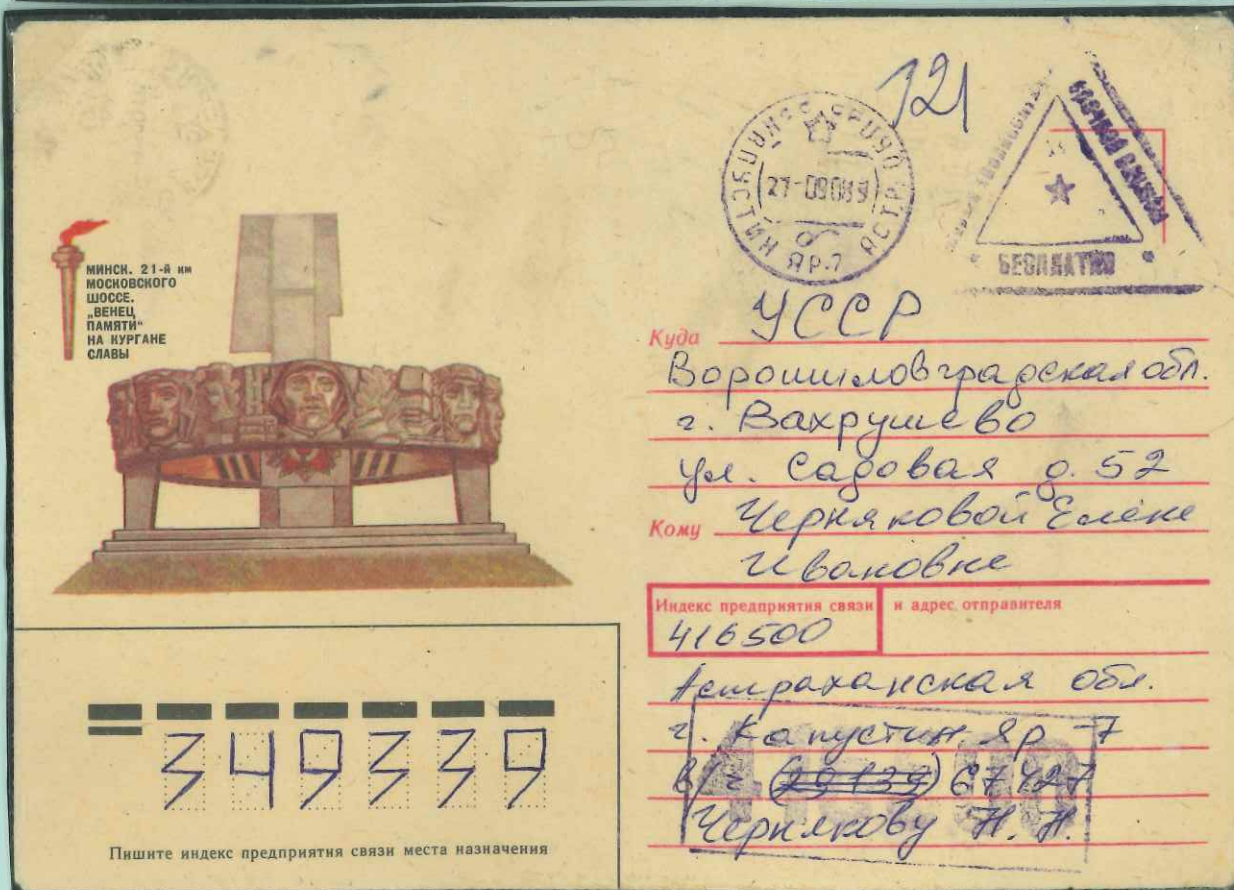 121
27-09 0889
ЯР-7
БЕСПЛАТНО
МИНСК. 21-й км
МОСКОВСКОГО
ШОССЕ.
„ВЕНЕЦ
ПАМЯТИ"
НА КУРГАНЕ
СЛАВЫ
Куда УССР
Ворошиловградская обл.
г. Вахрушево
ул. Садовая д. 52
Кому Черняковой Елене
Ивановне
Индекс предприятия связи и адрес отправителя
416500
Астраханская обл.
г. Капустин Яр-7
в/ч 67427
Чернякову Н. Н.
349339
Пишите индекс предприятия связи места назначения